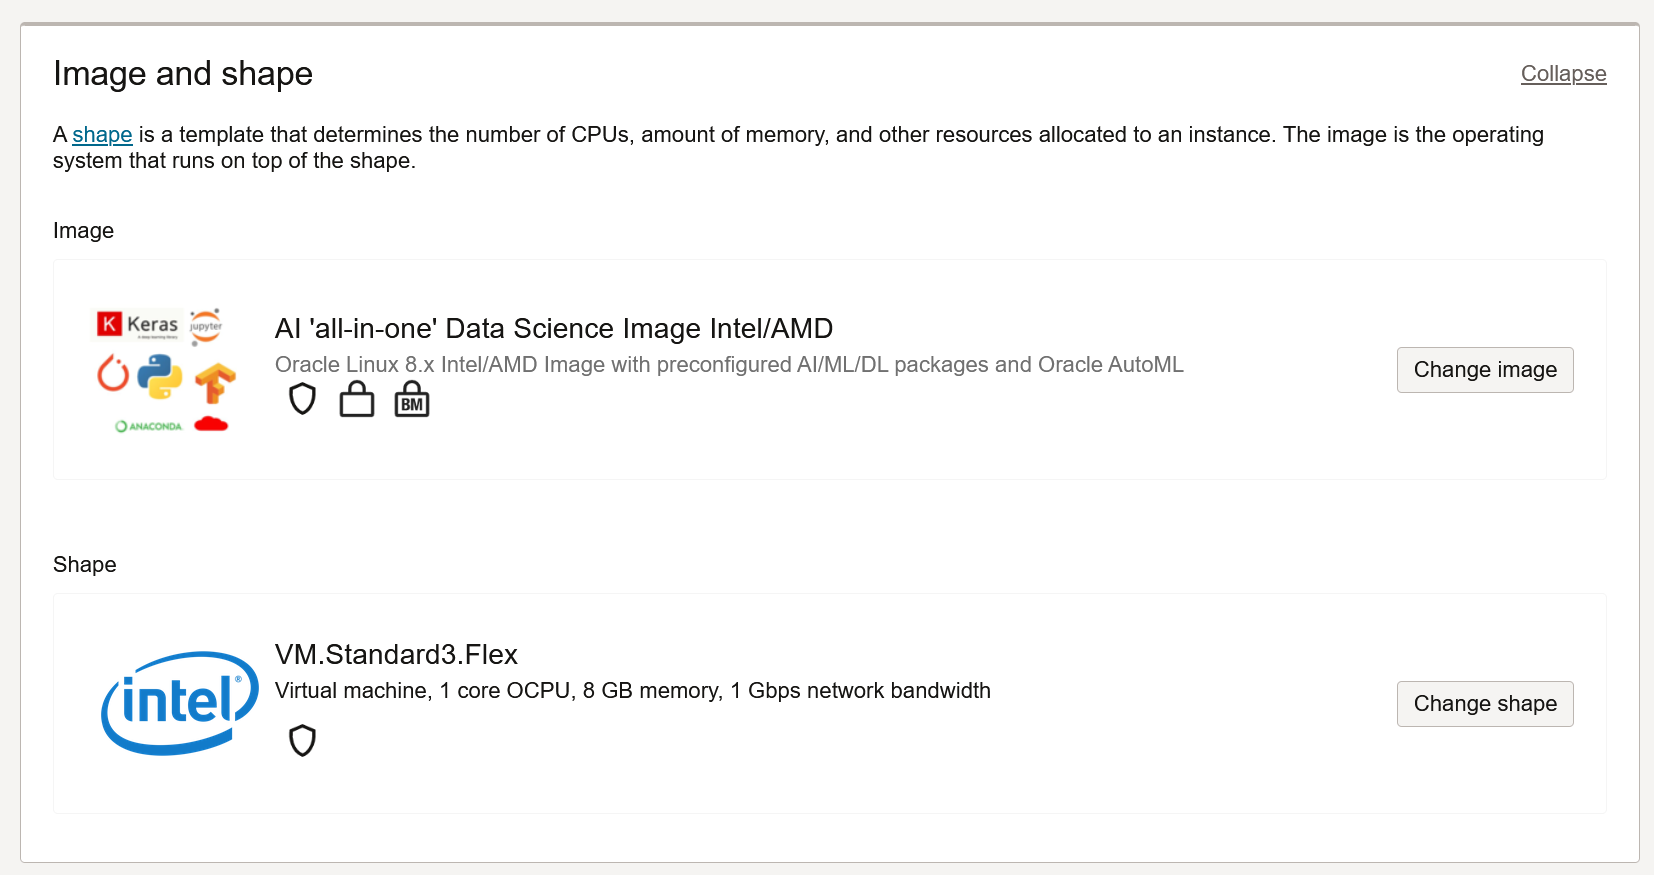 Image and shape
Collapse
A shape is a template that determines the number of CPUs, amount of memory, and other resources allocated to an instance. The image is the operating
system that runs on top of the shape.
Image
K Keras
jupyter
ANACONDA
AI 'all-in-one' Data Science Image Intel/AMD
Oracle Linux 8.x Intel/AMD Image with preconfigured AI/ML/DL packages and Oracle AutoML
BM
Change image
Shape
intel®
VM.Standard3.Flex
Virtual machine, 1 core OCPU, 8 GB memory, 1 Gbps network bandwidth
Change shape